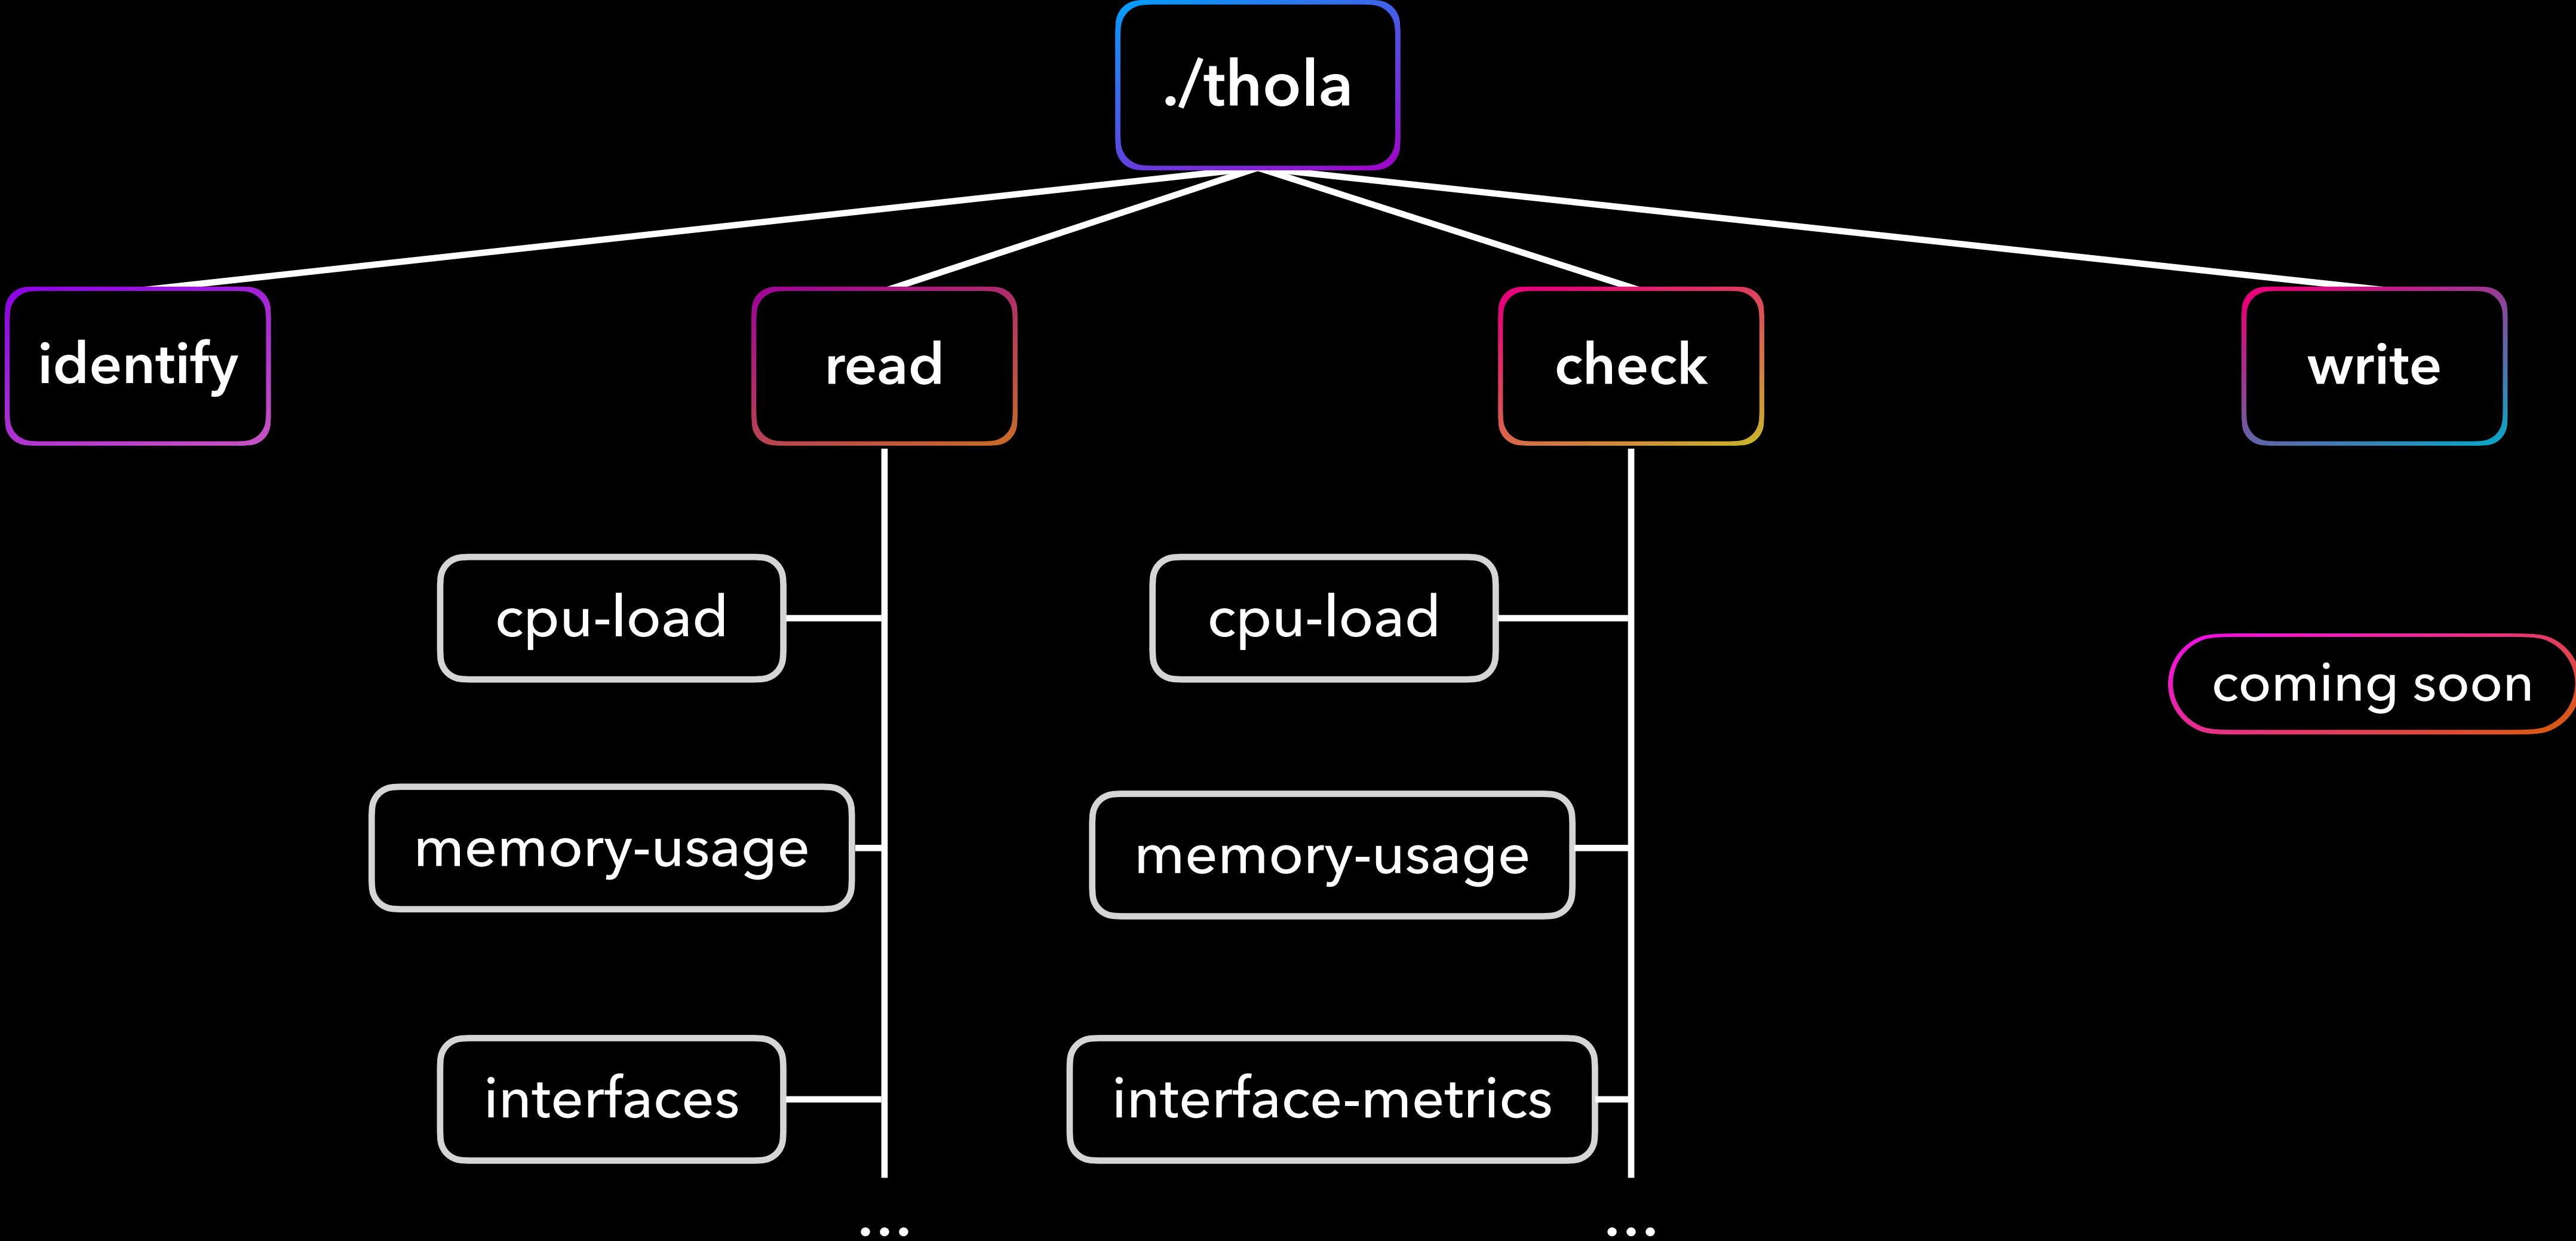 ./thola
identify
read
check
write
cpu-load
cpu-load
coming soon
memory-usage
memory-usage
interfaces
interface-metrics
...
...